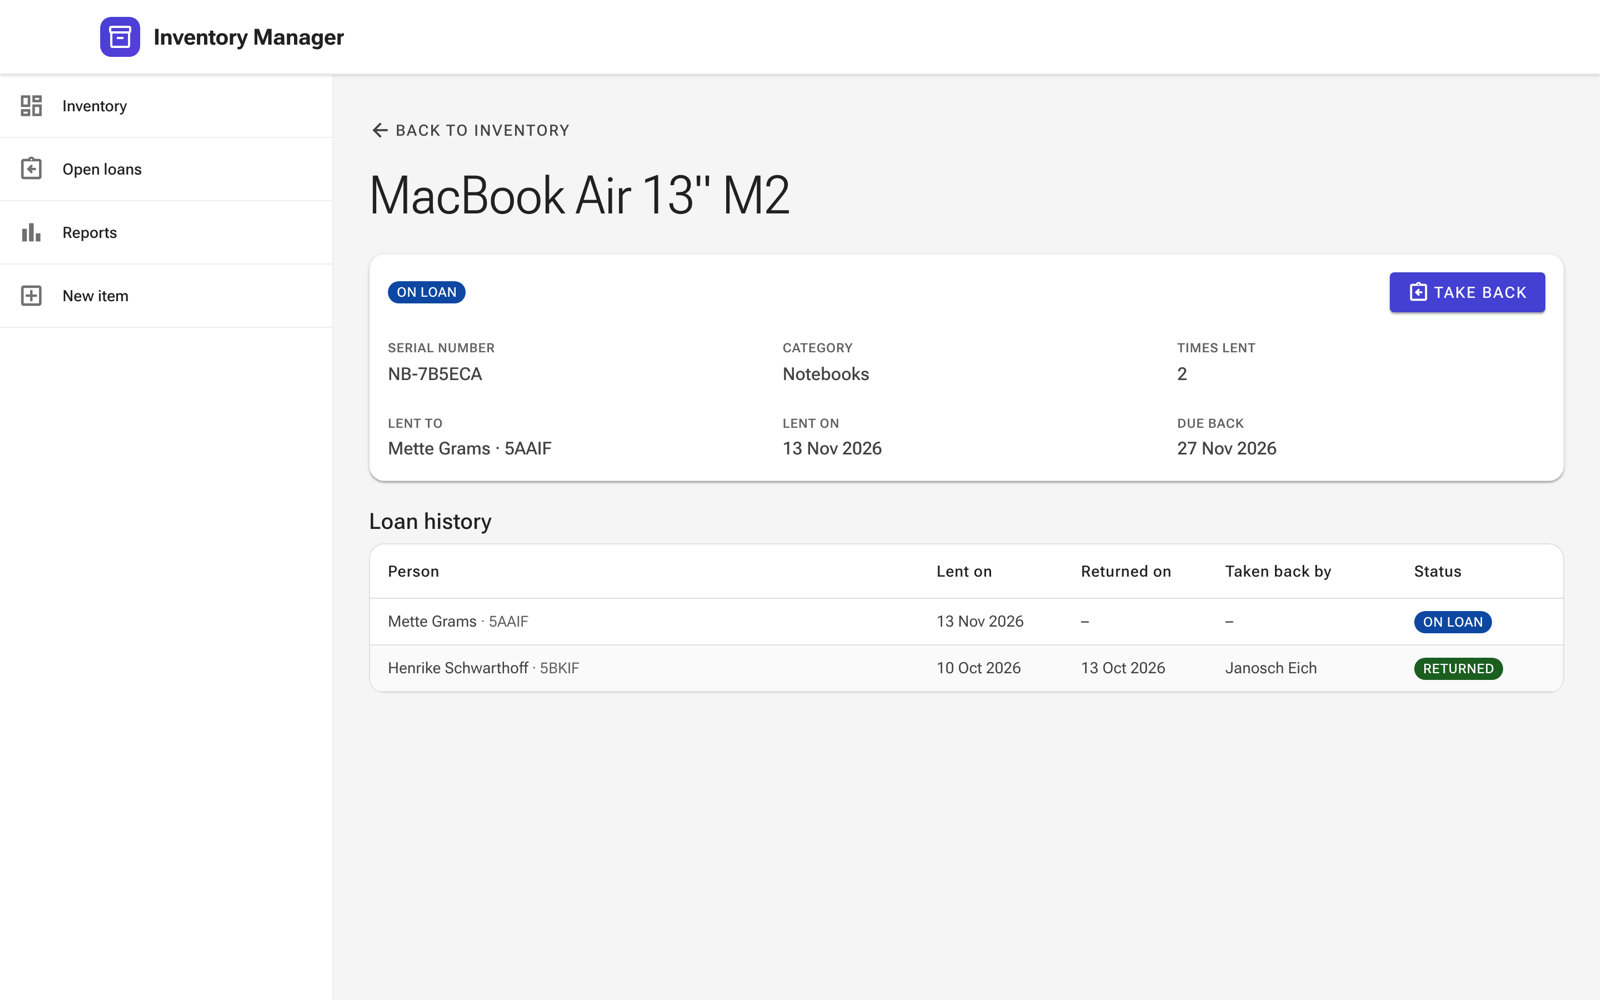 Inventory Manager
Inventory
Open loans
Reports
New item
BACK TO INVENTORY
MacBook Air 13" M2
ON LOAN
TAKE BACK
SERIAL NUMBER CATEGORY TIMES LENT
NB-7B5ECA Notebooks 2
LENT TO LENT ON DUE BACK
Mette Grams · 5AAIF 13 Nov 2026 27 Nov 2026
Loan history
Person Lent on Returned on Taken back by Status
Mette Grams · 5AAIF 13 Nov 2026 – – ON LOAN
Henrike Schwarthoff · 5BKIF 10 Oct 2026 13 Oct 2026 Janosch Eich RETURNED